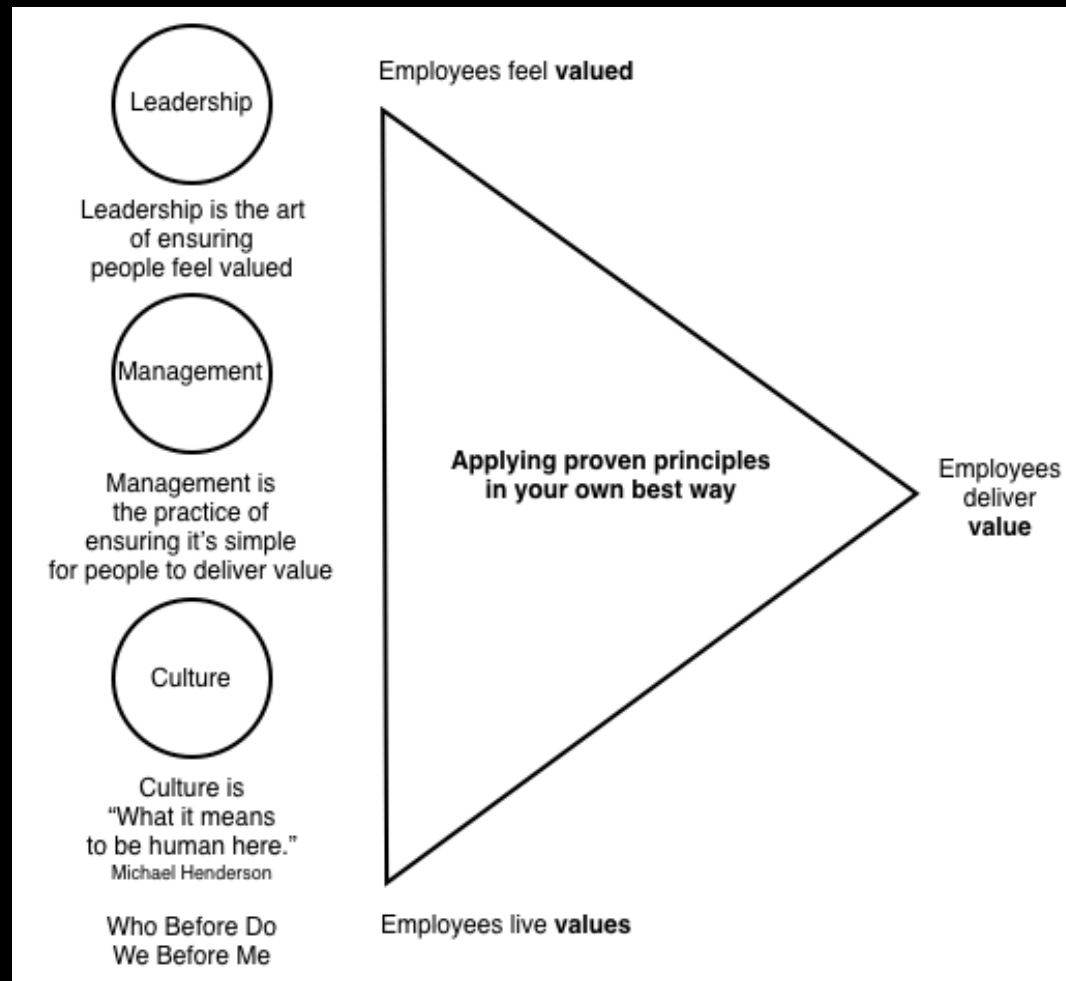 Leadership
Leadership is the art
of ensuring
people feel valued
Management
Management is
the practice of
ensuring it's simple
for people to deliver value
Culture
Culture is
“What it means
to be human here.”
Michael Henderson
Who Before Do
We Before Me
Employees feel valued
Applying proven principles
in your own best way
Employees
deliver
value
Employees live values